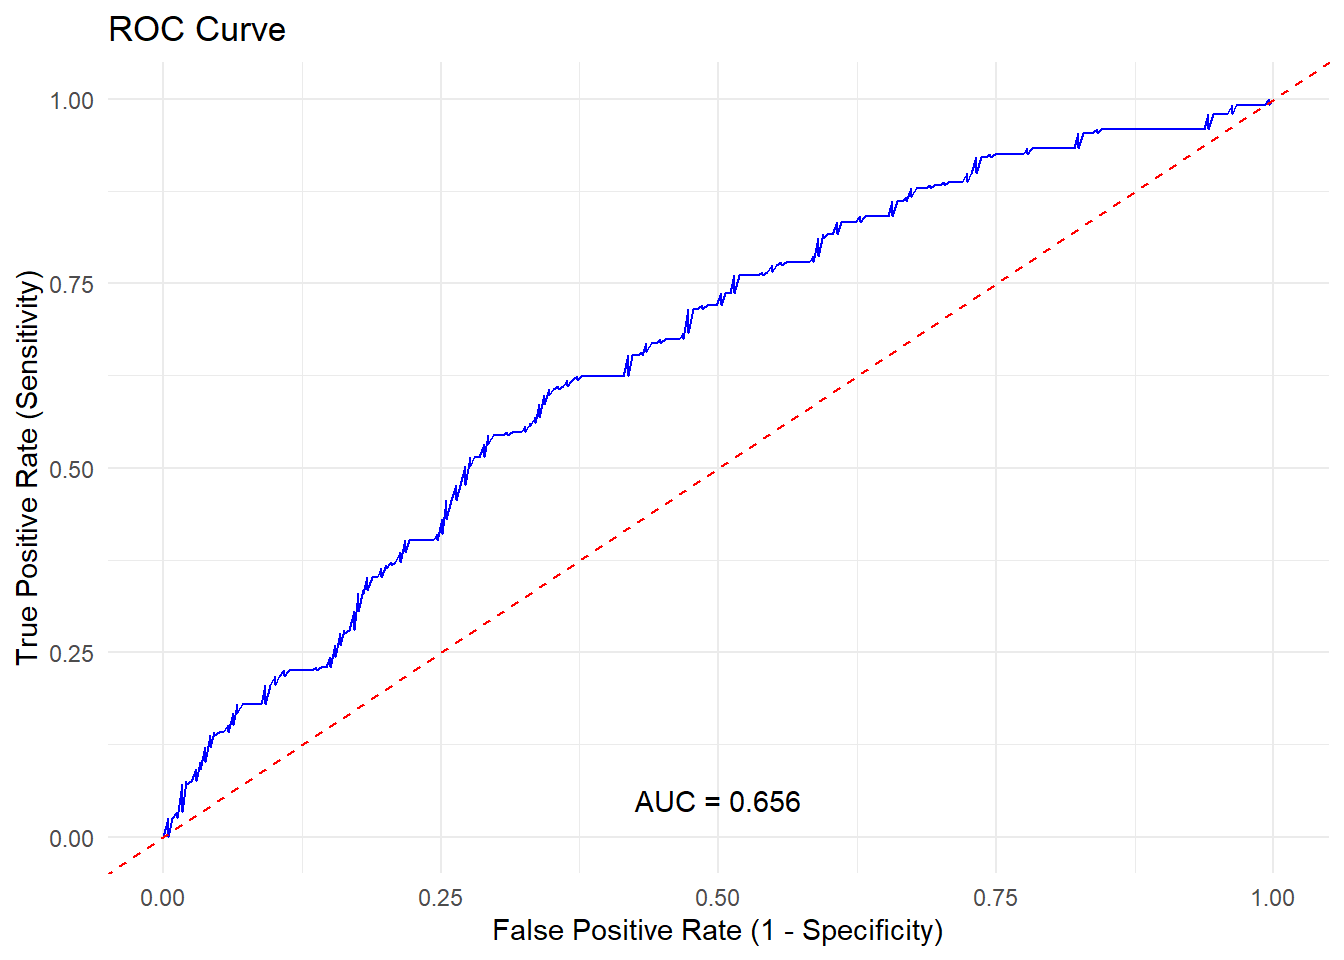 ROC Curve
True Positive Rate (Sensitivity)
1.00
0.75
0.50
0.25
0.00
AUC = 0.656
0.00 0.25 0.50 0.75 1.00
False Positive Rate (1 - Specificity)